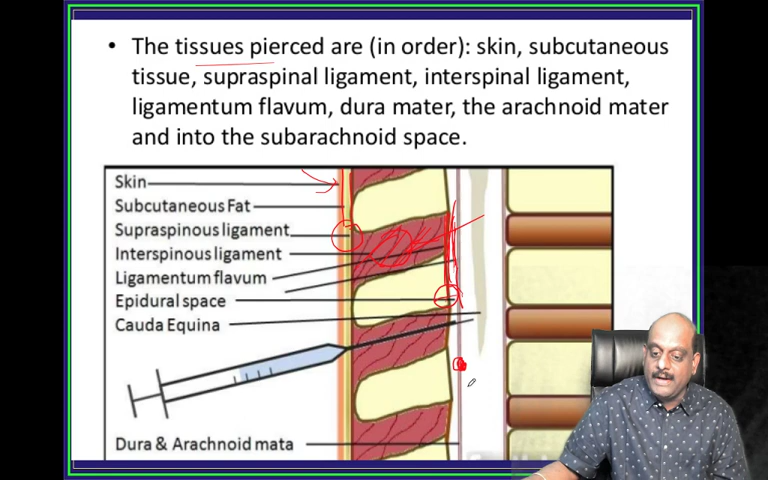 • The tissues pierced are (in order): skin, subcutaneous
tissue, supraspinal ligament, interspinal ligament,
ligamentum flavum, dura mater, the arachnoid mater
and into the subarachnoid space.
Skin
Subcutaneous Fat
Supraspinous ligament
Interspinous ligament
Ligamentum flavum
Epidural space
Cauda Equina
Dura & Arachnoid mata